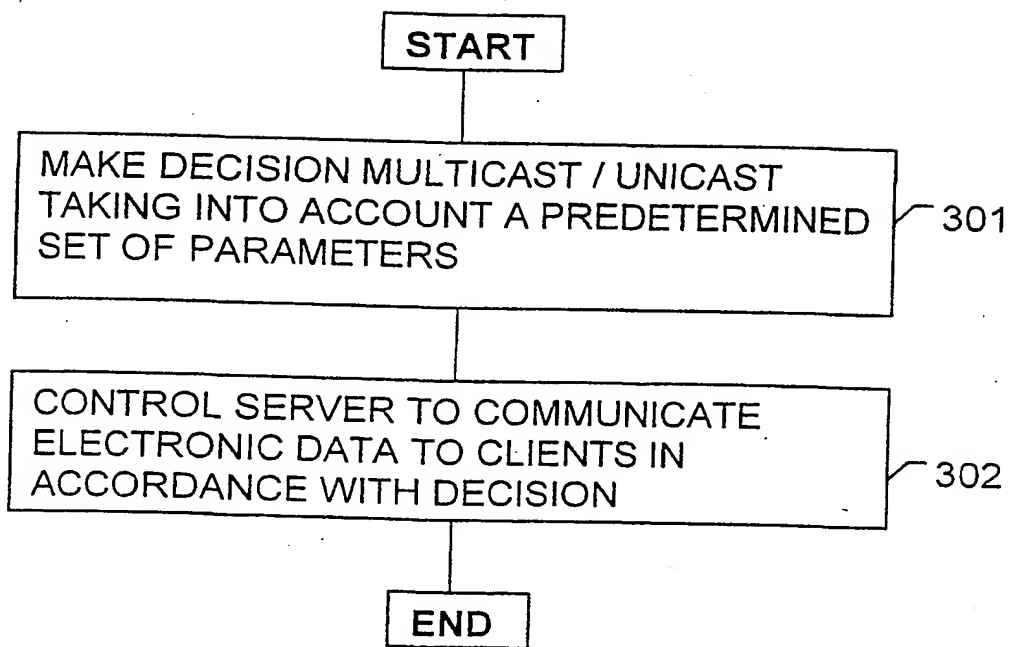 START
MAKE DECISION MULTICAST / UNICAST
TAKING INTO ACCOUNT A PREDETERMINED
SET OF PARAMETERS
301
CONTROL SERVER TO COMMUNICATE
ELECTRONIC DATA TO CLIENTS IN
ACCORDANCE WITH DECISION
302
END